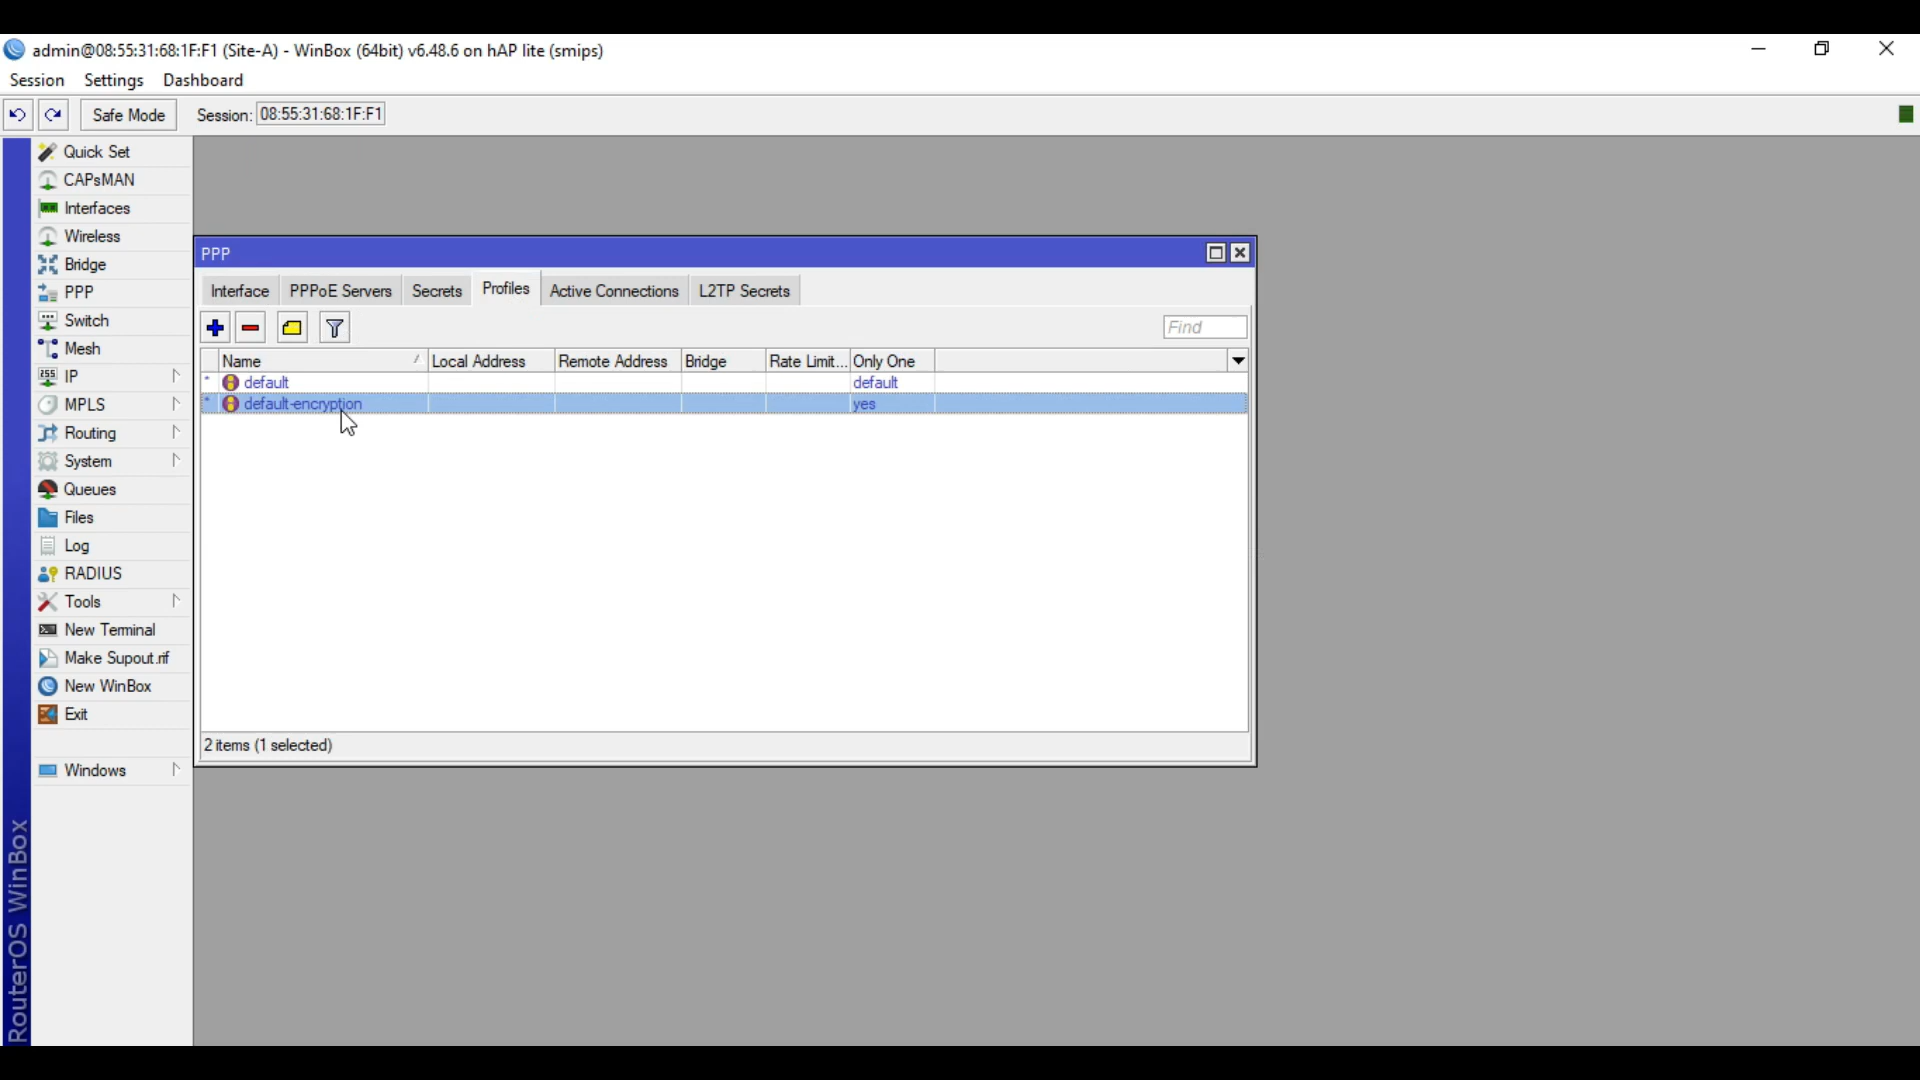 admin@08:55:31:68:1F:F1 (Site-A) - WinBox (64bit) v6.48.6 on hAP lite (smips)
Session Settings Dashboard
Safe Mode Session: 08:55:31:68:1F:F1
Quick Set
CAPsMAN
Interfaces
Wireless
Bridge
PPP
Switch
Mesh
255 IP
MPLS
Routing
System
Queues
Files
Log
RADIUS
Tools
New Terminal
Make Supout.rif
New WinBox
Exit
Windows
RouterOS WinBox
PPP
Interface PPPoE Servers Secrets Profiles Active Connections L2TP Secrets
Find
Name Local Address Remote Address Bridge Rate Limit... Only One
* default default
* default-encryption yes
2 items (1 selected)